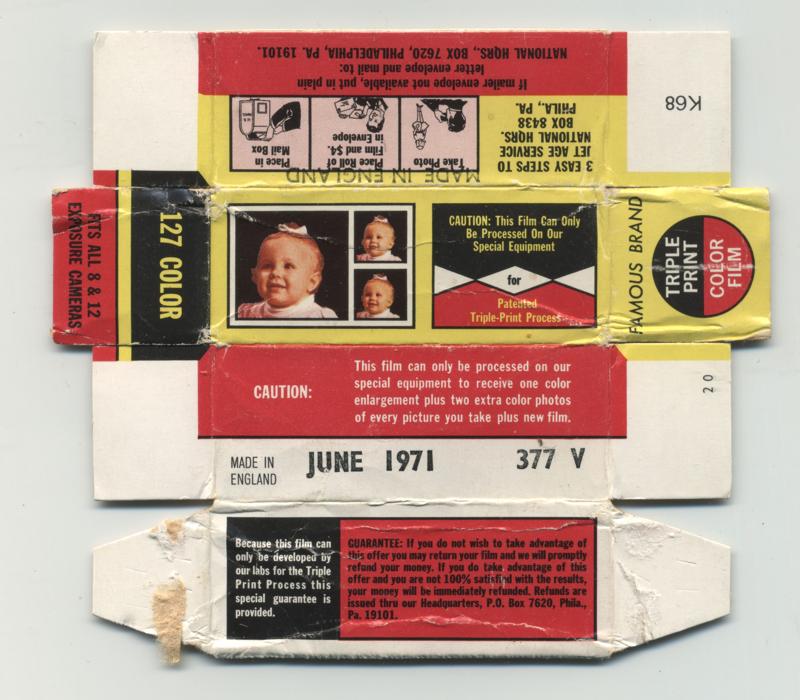 NATIONAL HQRS., BOX 7620, PHILADELPHIA, PA. 19101.
letter envelope and mail to:
If mailer envelope not available, put in plain
3 EASY STEPS TO
JET AGE SERVICE
NATIONAL HQRS.
BOX 8438
PHILA., PA.
Take Photo
Place Roll of
Film and $4.
in Envelope
Place in
Mail Box
MADE IN ENGLAND
K68
FITS ALL 8 & 12
EXPOSURE CAMERAS
127 COLOR
CAUTION: This Film Can Only
Be Processed On Our
Special Equipment
for
Patented
Triple-Print Process
FAMOUS BRAND
TRIPLE
PRINT
COLOR
FILM
CAUTION:
This film can only be processed on our
special equipment to receive one color
enlargement plus two extra color photos
of every picture you take plus new film.
20
MADE IN
ENGLAND
JUNE 1971
377 V
Because this film can
only be developed by
our labs for the Triple
Print Process this
special guarantee is
provided.
GUARANTEE: If you do not wish to take advantage of
this offer you may return your film and we will promptly
refund your money. If you do take advantage of this
offer and you are not 100% satisfied with the results,
your money will be immediately refunded. Refunds are
issued thru our Headquarters, P.O. Box 7620, Phila.,
Pa. 19101.